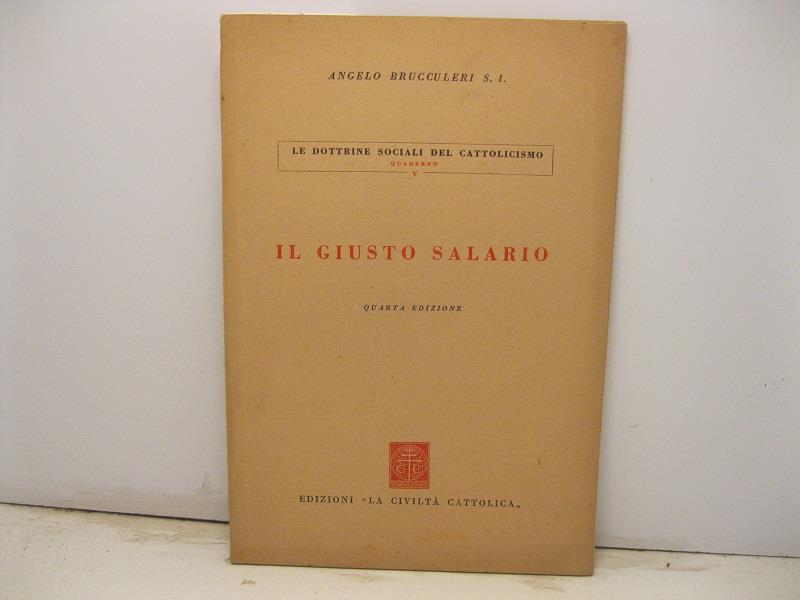 ANGELO BRUCCULERI S. I.
LE DOTTRINE SOCIALI DEL CATTOLICISMO
QUADERNO
V
IL GIUSTO SALARIO
QUARTA EDIZIONE
EDIZIONI "LA CIVILTÀ CATTOLICA„